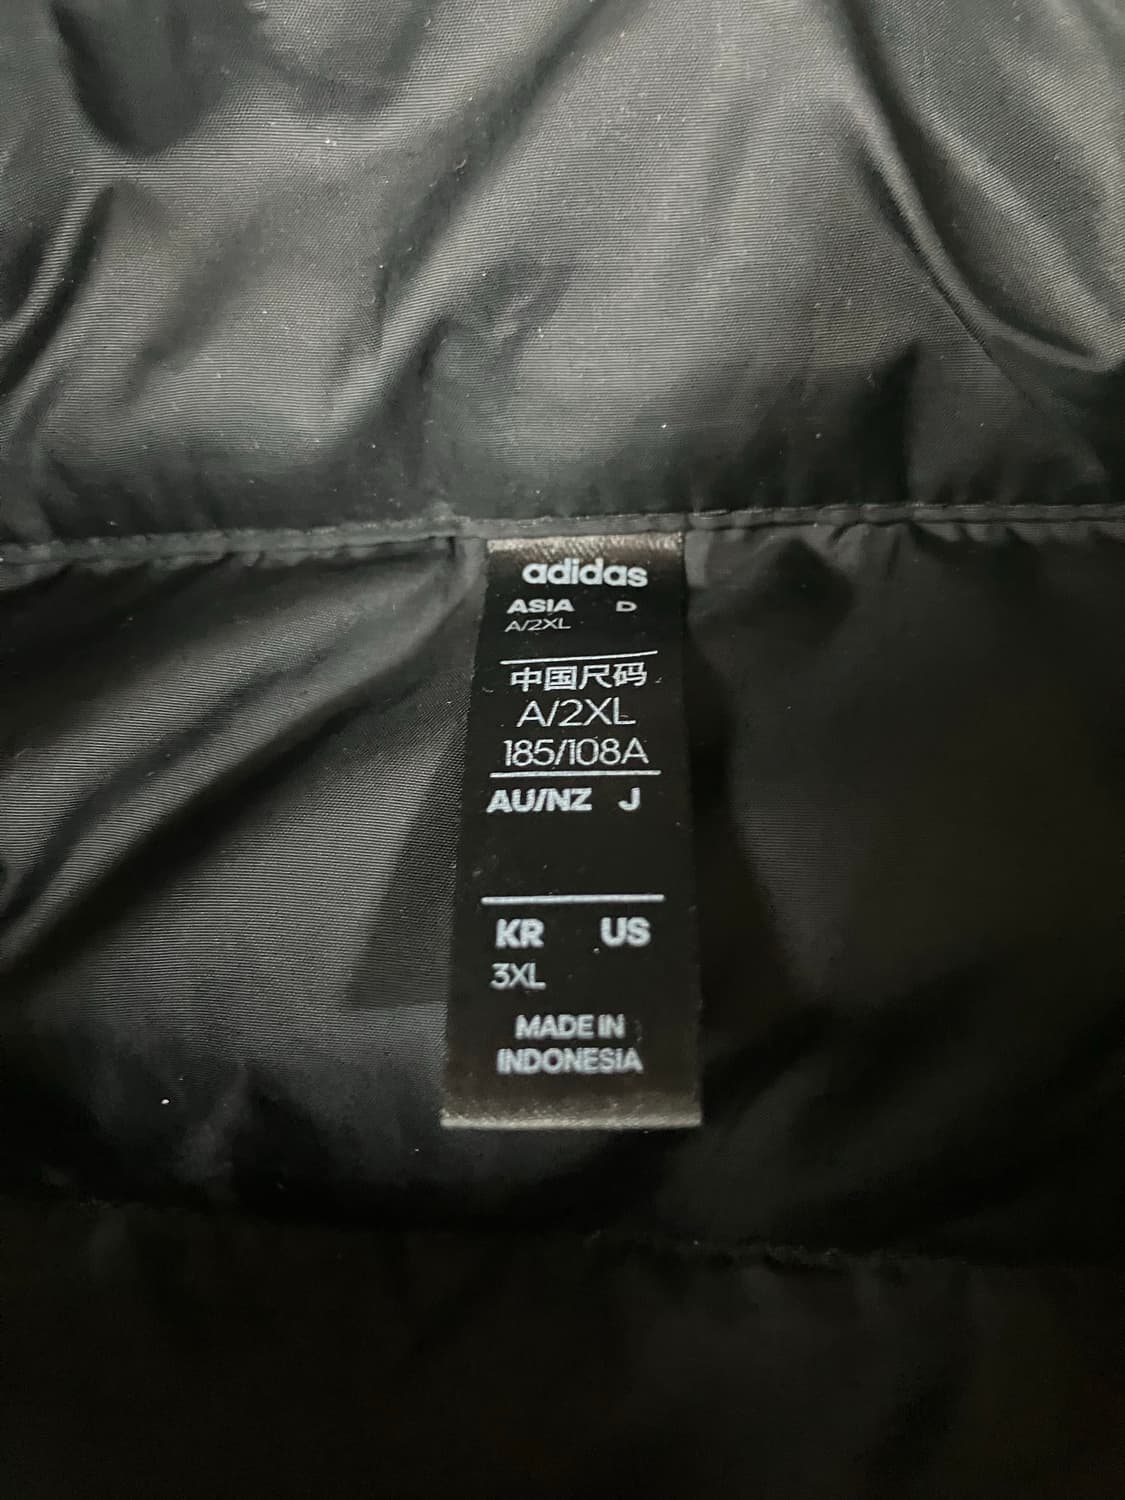 adidas
ASIA D
A/2XL
中国尺码
A/2XL
185/108A
AU/NZ J
KR US
3XL
MADE IN
INDONESIA